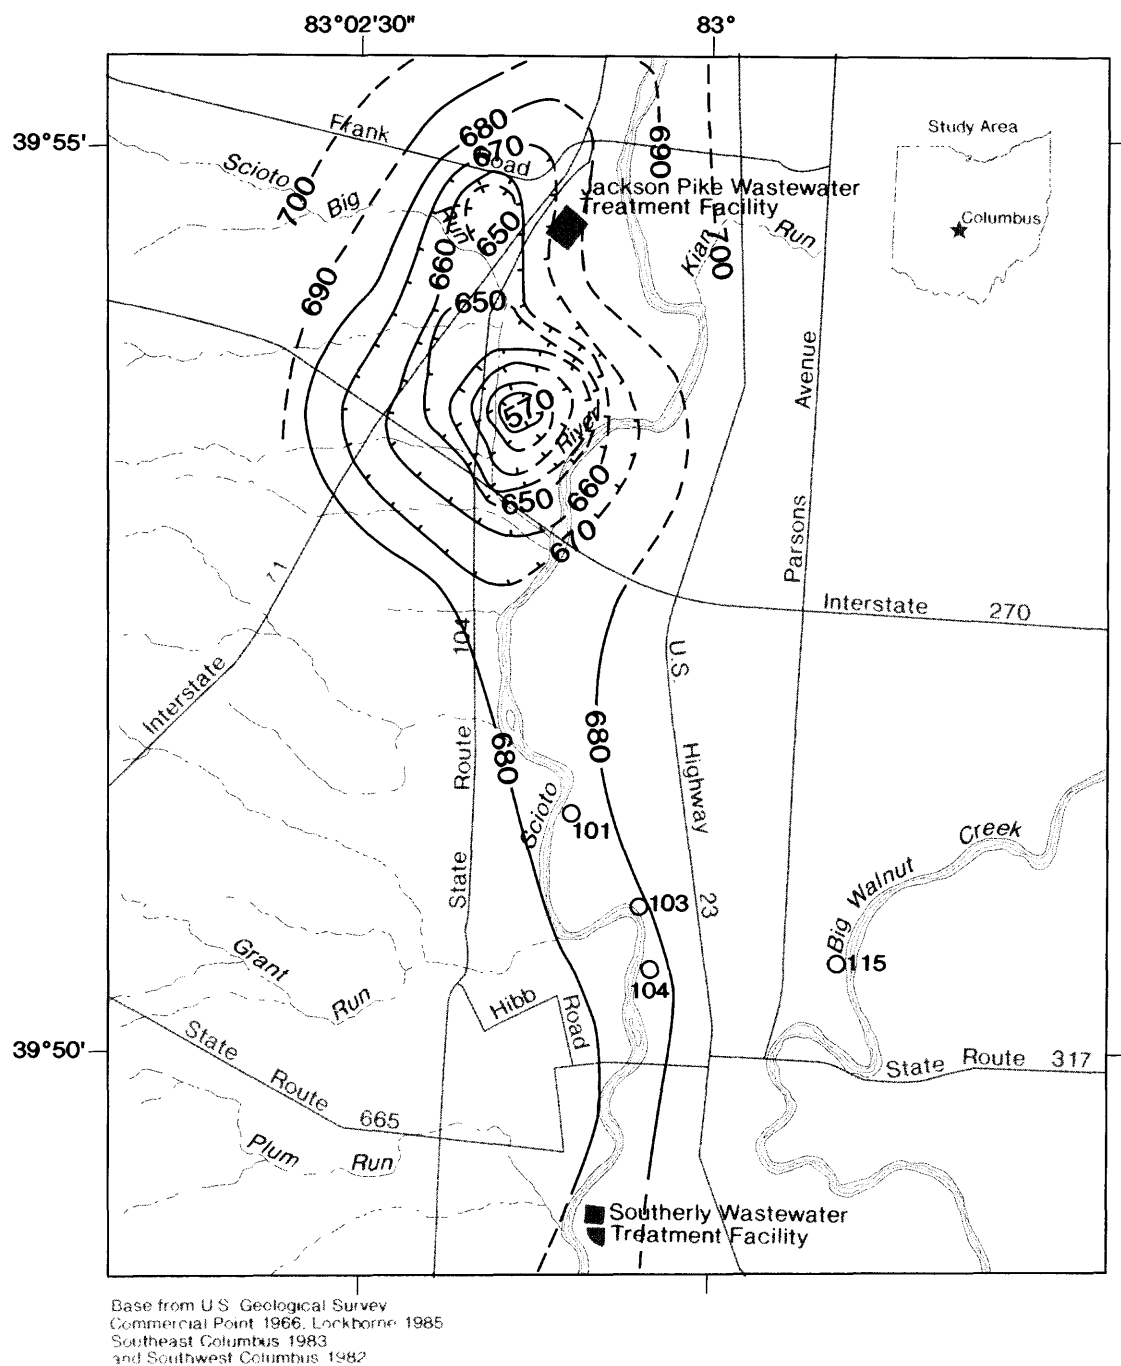 83°02'30"
83°
39°55'
Frank
Road
Study Area
Columbus
Scioto
Big
Run
680
670
690
700
Jackson Pike Wastewater
Treatment Facility
Kian
Run
700
650
660
690
650
570
River
Avenue
650
660
670
Parsons
71
Interstate
Interstate 270
104
U.S.
680
680
Route
Highway
Scioto
101
Creek
State
103
23
Big Walnut
115
104
Grant
Run
Hibb
Road
39°50'
State
Route
665
State Route 317
Plum
Run
Southerly Wastewater
Treatment Facility
Base from U.S. Geological Survey
Commercial Point 1966, Lockborne 1985
Southeast Columbus 1983
and Southwest Columbus 1982